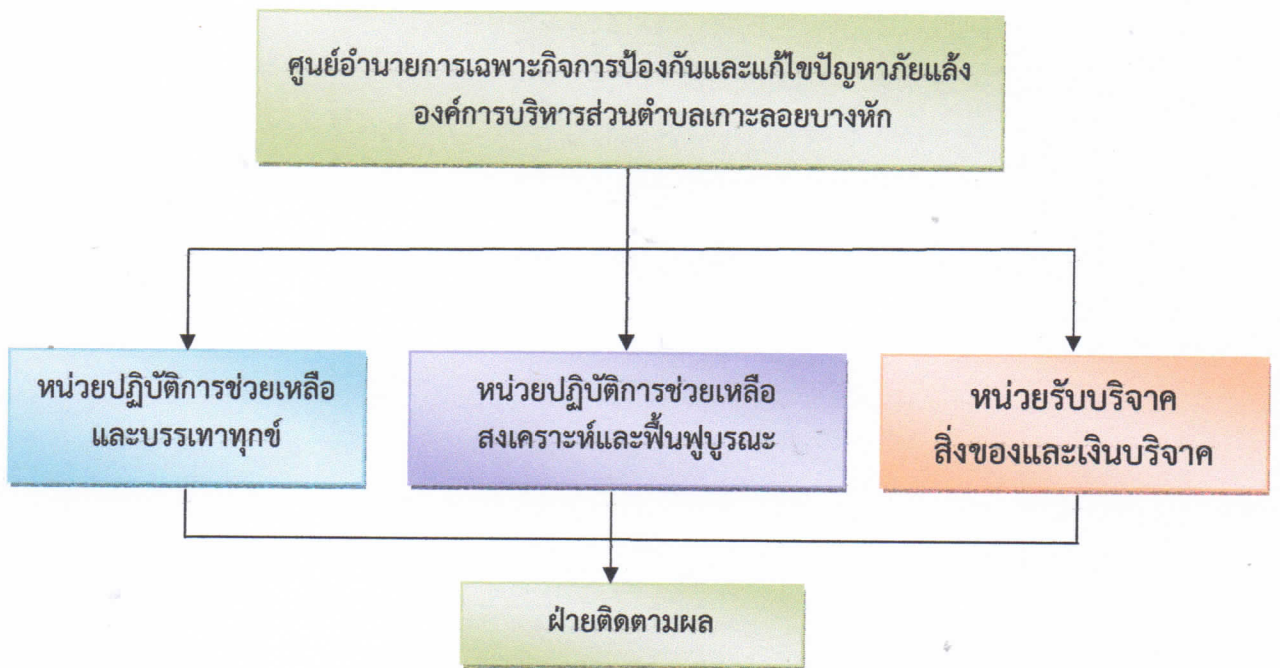 ศูนย์อำนายการเฉพาะกิจการป้องกันและแก้ไขปัญหาภัยแล้ง
องค์การบริหารส่วนตำบลเกาะลอยบางหัก
หน่วยปฏิบัติการช่วยเหลือ
และบรรเทาทุกข์
หน่วยปฏิบัติการช่วยเหลือ
สงเคราะห์และฟื้นฟูบูรณะ
หน่วยรับบริจาค
สิ่งของและเงินบริจาค
ฝ่ายติดตามผล